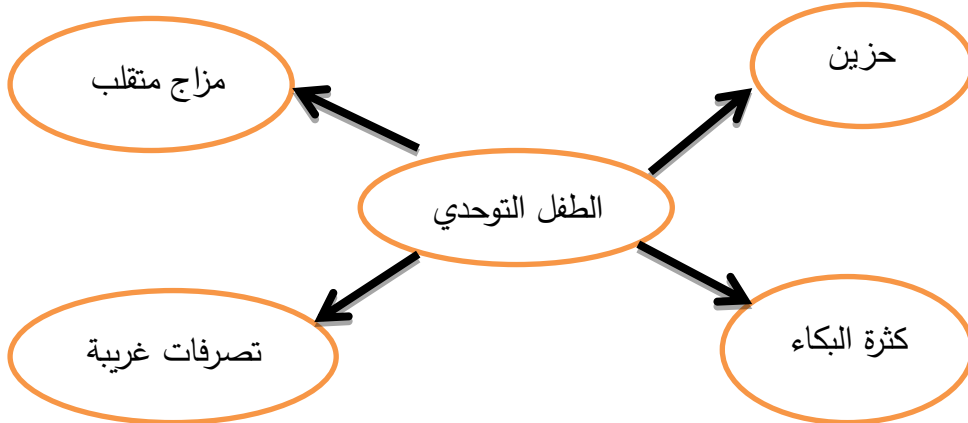 حزين
مزاج متقلب
الطفل التوحدي
كثرة البكاء
تصرفات غريبة